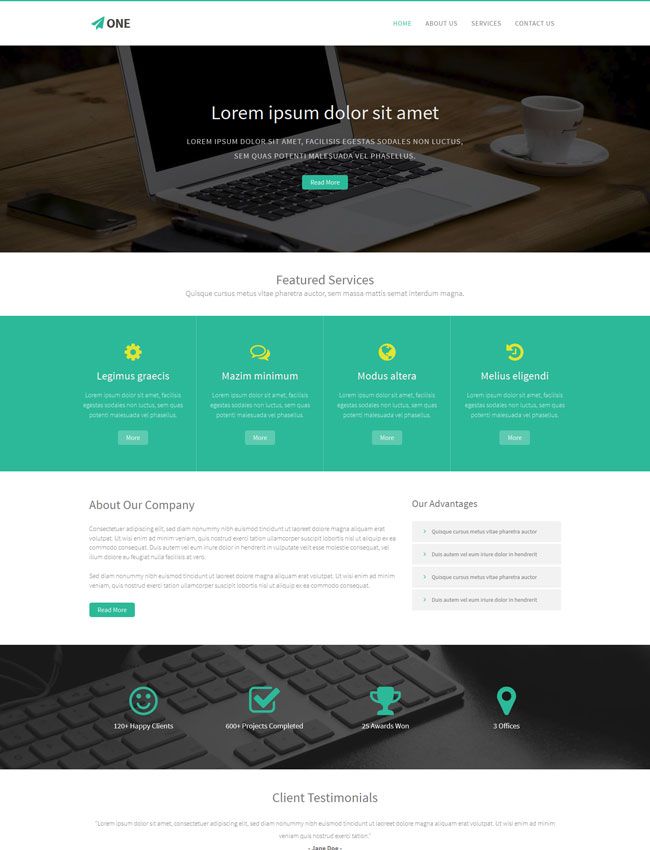 ONE
HOME ABOUT US SERVICES CONTACT US
Lorem ipsum dolor sit amet
LOREM IPSUM DOLOR SIT AMET, FACILISIS EGESTAS SODALES NON LUCTUS,
SEM QUAS POTENTI MALESUADA VEL PHASELLUS.
Read More
Featured Services
Quisque cursus metus vitae pharetra auctor, sem massa mattis semat interdum magna.
Legimus graecis
Lorem ipsum dolor sit amet, facilisis
egestas sodales non luctus, sem quas
potenti malesuada vel phasellus.
More
Mazim minimum
Lorem ipsum dolor sit amet, facilisis
egestas sodales non luctus, sem quas
potenti malesuada vel phasellus.
More
Modus altera
Lorem ipsum dolor sit amet, facilisis
egestas sodales non luctus, sem quas
potenti malesuada vel phasellus.
More
Melius eligendi
Lorem ipsum dolor sit amet, facilisis
egestas sodales non luctus, sem quas
potenti malesuada vel phasellus.
More
About Our Company
Consectetuer adipiscing elit, sed diam nonummy nibh euismod tincidunt ut laoreet dolore magna aliquam erat
volutpat. Ut wisi enim ad minim veniam, quis nostrud exerci tation ullamcorper suscipit lobortis nisl ut aliquip ex ea
commodo consequat. Duis autem vel eum iriure dolor in hendrerit in vulputate velit esse molestie consequat, vel
illum dolore eu feugiat nulla facilisis at vero.
Sed diam nonummy nibh euismod tincidunt ut laoreet dolore magna aliquam erat volutpat. Ut wisi enim ad minim
veniam, quis nostrud exerci tation ullamcorper suscipit lobortis nisl ut aliquip ex ea commodo consequat.
Read More
Our Advantages
Quisque cursus metus vitae pharetra auctor
Duis autem vel eum iriure dolor in hendrerit
Quisque cursus metus vitae pharetra auctor
Duis autem vel eum iriure dolor in hendrerit
120+ Happy Clients
600+ Projects Completed
25 Awards Won
3 Offices
Client Testimonials
"Lorem ipsum dolor sit amet, consectetuer adipiscing elit, sed diam nonummy nibh euismod tincidunt ut laoreet dolore magna aliquam erat volutpat. Ut wisi enim ad minim
veniam quis nostrud exerci tation."
- Jane Doe -